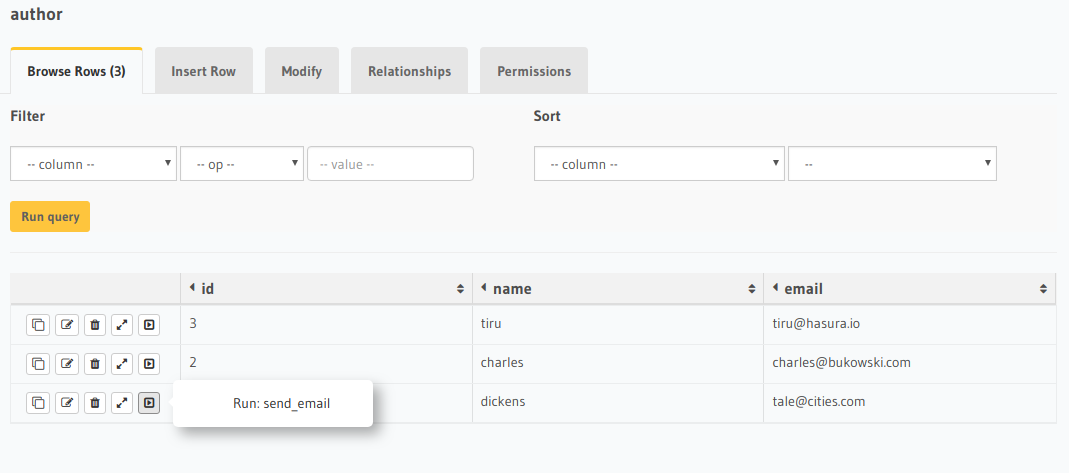 author
Browse Rows (3) Insert Row Modify Relationships Permissions
Filter Sort
-- column -- -- op -- -- value -- -- column -- --
Run query
id name email
3 tiru tiru@hasura.io
2 charles charles@bukowski.com
Run: send_email dickens tale@cities.com